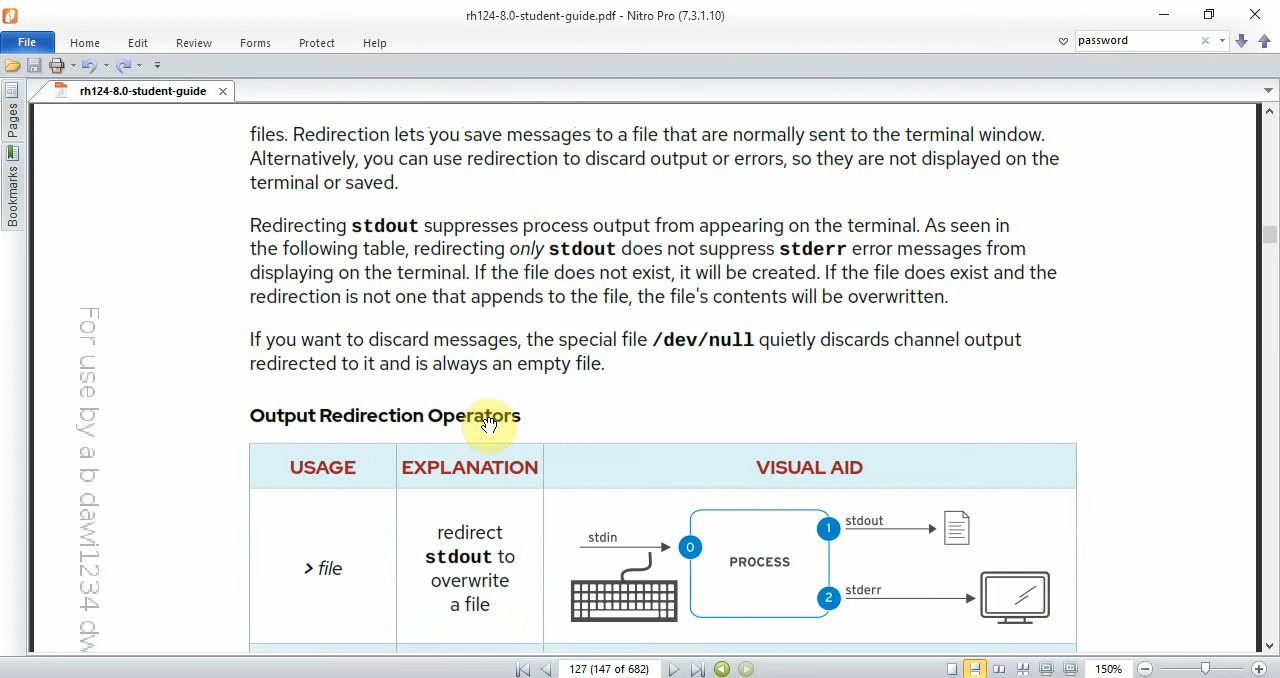 rh124-8.0-student-guide.pdf - Nitro Pro (7.3.1.10)
File Home Edit Review Forms Protect Help
password
rh124-8.0-student-guide
Pages
Bookmarks
files. Redirection lets you save messages to a file that are normally sent to the terminal window.
Alternatively, you can use redirection to discard output or errors, so they are not displayed on the
terminal or saved.
Redirecting stdout suppresses process output from appearing on the terminal. As seen in
the following table, redirecting only stdout does not suppress stderr error messages from
displaying on the terminal. If the file does not exist, it will be created. If the file does exist and the
redirection is not one that appends to the file, the file's contents will be overwritten.
If you want to discard messages, the special file /dev/null quietly discards channel output
redirected to it and is always an empty file.
Output Redirection Operators
USAGE EXPLANATION VISUAL AID
> file
redirect
stdout to
overwrite
a file
stdin
0
PROCESS
1
stdout
2
stderr
For use by a b dawi1234 dw
127 (147 of 682)
150%